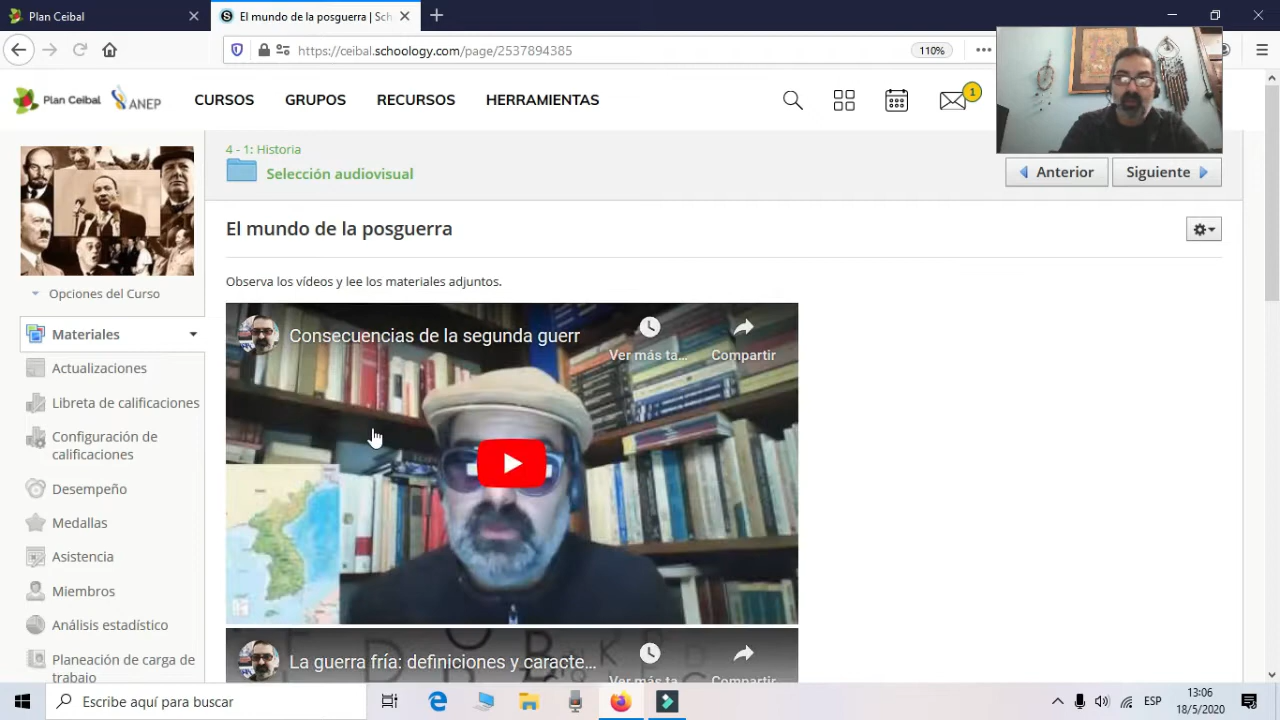 Plan Ceibal
El mundo de la posguerra | Sch
https://ceibal.schoology.com/page/2537894385
110%
Plan Ceibal
ANEP
CURSOS
GRUPOS
RECURSOS
HERRAMIENTAS
1
4 - 1: Historia
Selección audiovisual
Anterior
Siguiente
El mundo de la posguerra
Opciones del Curso
Materiales
Actualizaciones
Libreta de calificaciones
Configuración de
calificaciones
Desempeño
Medallas
Asistencia
Miembros
Análisis estadístico
Planeación de carga de
trabajo
Observa los vídeos y lee los materiales adjuntos.
Consecuencias de la segunda guerr
Ver más ta...
Compartir
La guerra fría: definiciones y caracte...
Ver más ta...
Compartir
Escribe aquí para buscar
ESP
13:06
18/5/2020